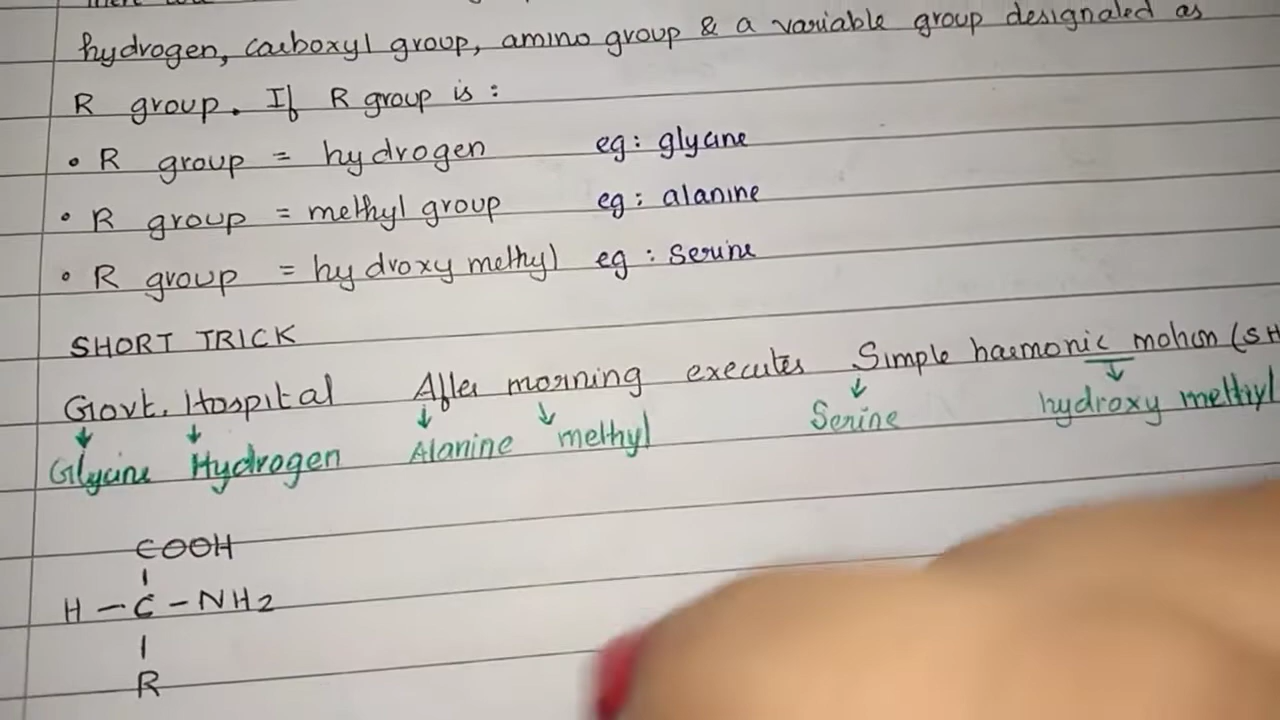 hydrogen, carboxyl group, amino group & a variable group designated as
R group. If R group is :
• R group = hydrogen eg: glycine
• R group = methyl group eg: alanine
• R group = hydroxy methyl eg : Serine
SHORT TRICK
Govt. Hospital After morning executes Simple harmonic motion (SH
Glycine Hydrogen Alanine methyl Serine hydroxy methyl
COOH
H - C - NH2
R